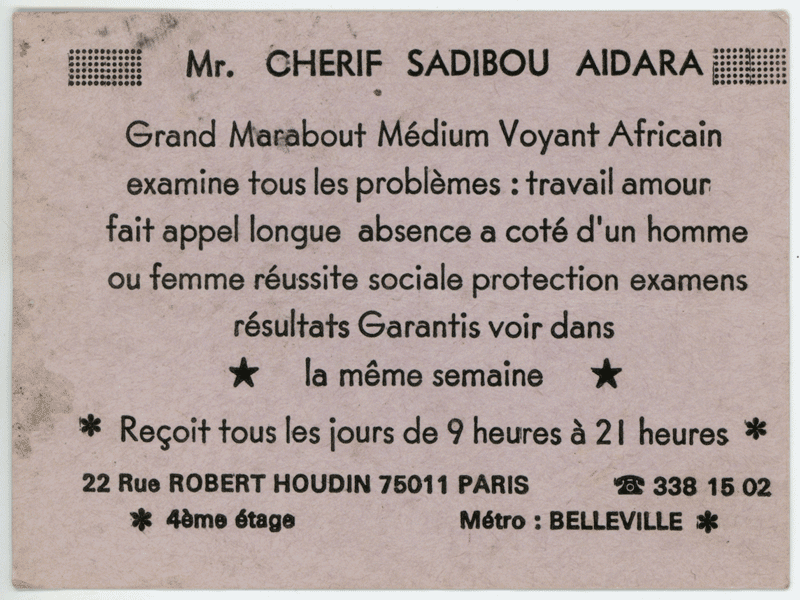 Mr. CHERIF SADIBOU AIDARA
Grand Marabout Médium Voyant Africain
examine tous les problèmes : travail amour
fait appel longue absence a coté d'un homme
ou femme réussite sociale protection examens
résultats Garantis voir dans
★ la même semaine ★
* Reçoit tous les jours de 9 heures à 21 heures *
22 Rue ROBERT HOUDIN 75011 PARIS ☎ 338 15 02
* 4ème étage Métro : BELLEVILLE *